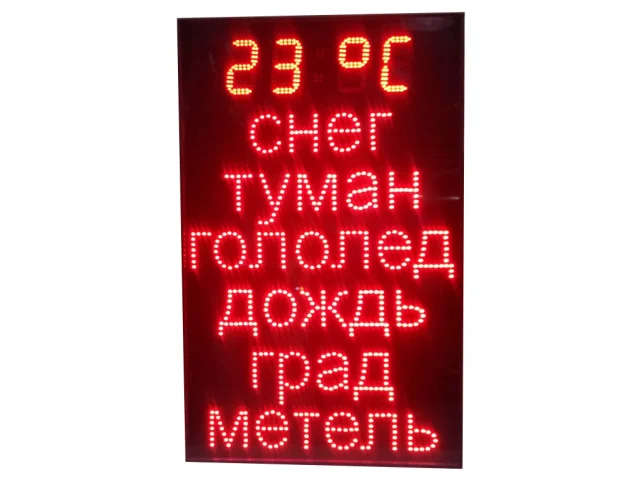 23 °C
снег
туман
гололед
дождь
град
метель